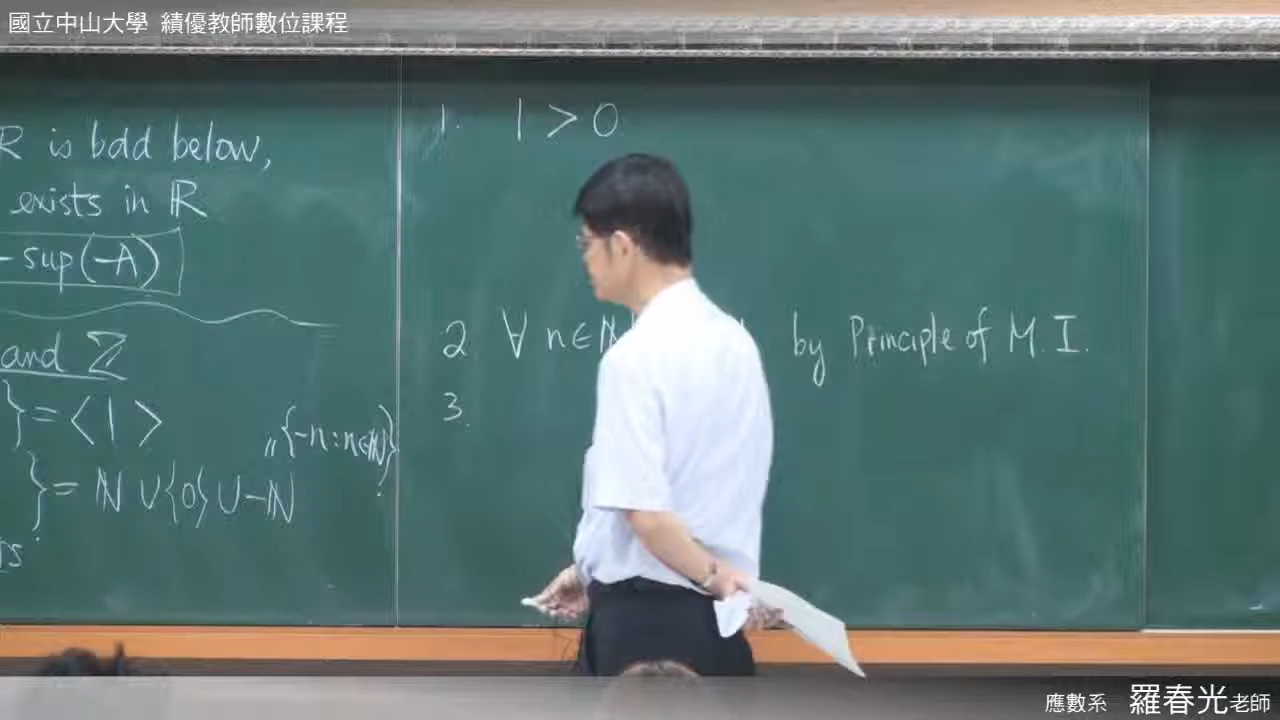 國立中山大學 績優教師數位課程
R is bdd below,
exists in ℝ
-sup(-A)
and ℤ
} = <1>
" {-n : n∈ℕ}
} = ℕ ∪ {0} ∪ -ℕ
1. 1 > 0
2 ∀ n∈ℕ by Principle of M.I.
3.
應數系 羅春光老師